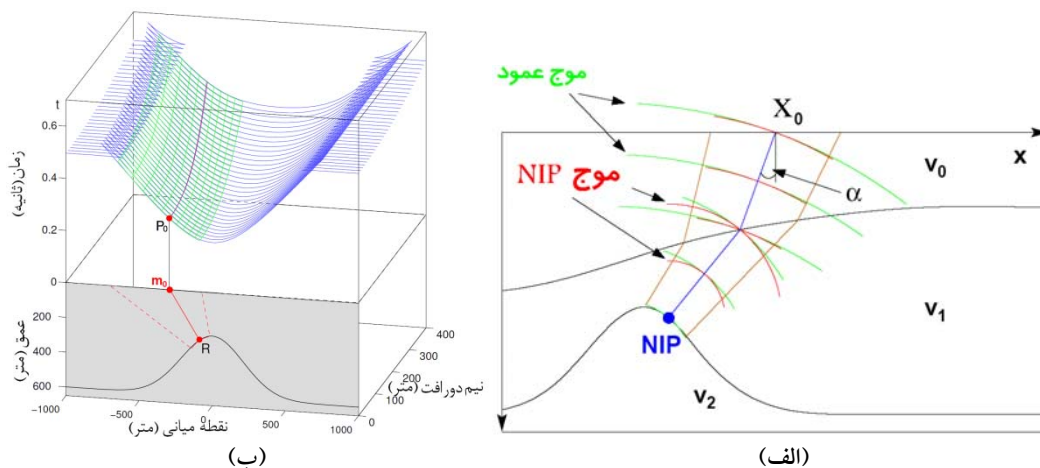 t
0.6
0.4
0.2
0
زمان(ثانیه)
P₀
m₀
R
200
400
600
عمق (متر)
-1000
-500
0
500
1000
نقطهٔ میانی (متر)
0
100
200
300
400
نیم دورافت (متر)
(ب)
موج عمود
X₀
x
v₀
موج NIP
α
v₁
NIP
v₂
(الف)